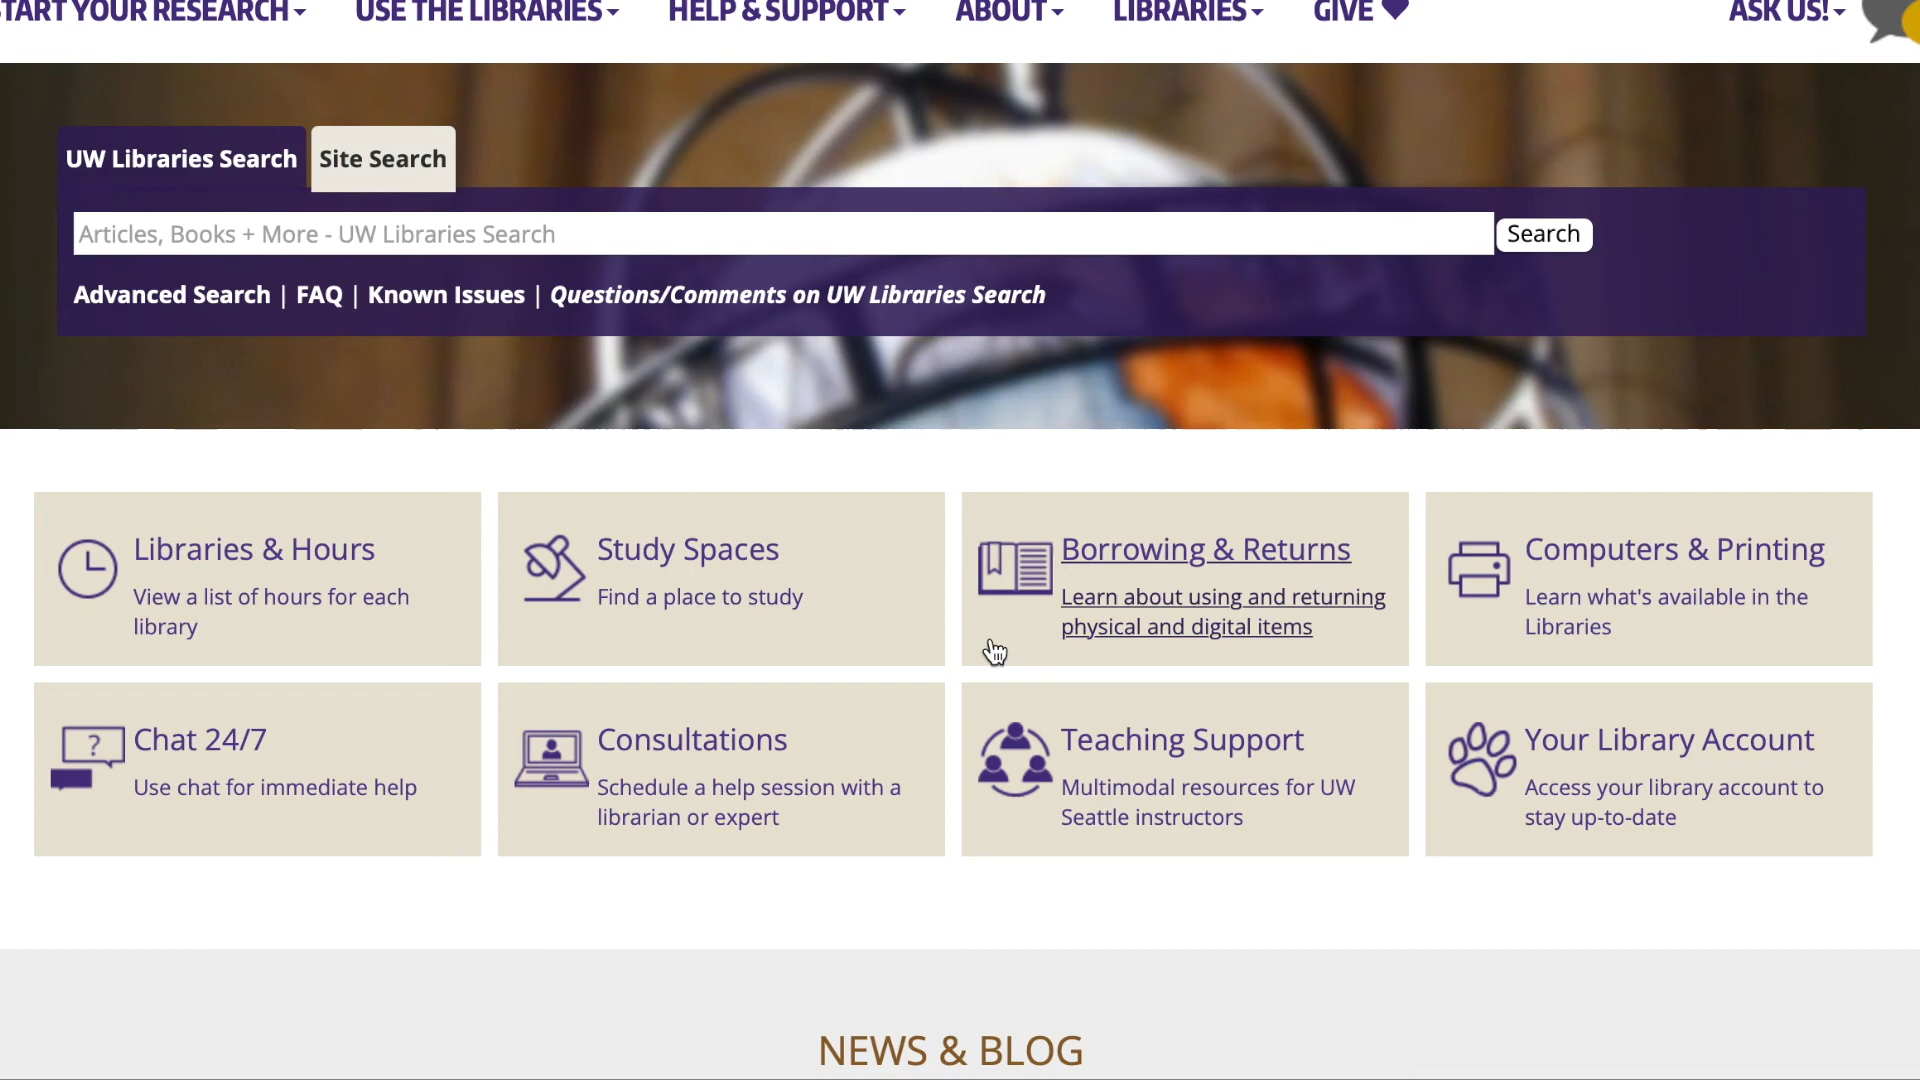 TART YOUR RESEARCH USE THE LIBRARIES HELP & SUPPORT ABOUT LIBRARIES GIVE ASK US!
UW Libraries Search Site Search
Articles, Books + More - UW Libraries Search Search
Advanced Search | FAQ | Known Issues | Questions/Comments on UW Libraries Search
Libraries & Hours
View a list of hours for each
library
Study Spaces
Find a place to study
Borrowing & Returns
Learn about using and returning
physical and digital items
Computers & Printing
Learn what's available in the
Libraries
Chat 24/7
Use chat for immediate help
Consultations
Schedule a help session with a
librarian or expert
Teaching Support
Multimodal resources for UW
Seattle instructors
Your Library Account
Access your library account to
stay up-to-date
NEWS & BLOG